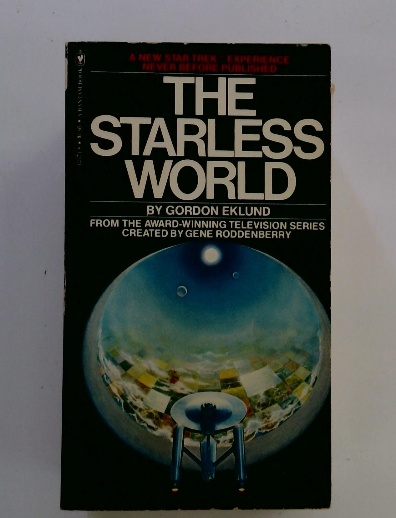 A NEW STAR TREK EXPERIENCE
NEVER BEFORE PUBLISHED
THE
STARLESS
WORLD
BY GORDON EKLUND
FROM THE AWARD-WINNING TELEVISION SERIES
CREATED BY GENE RODDENBERRY